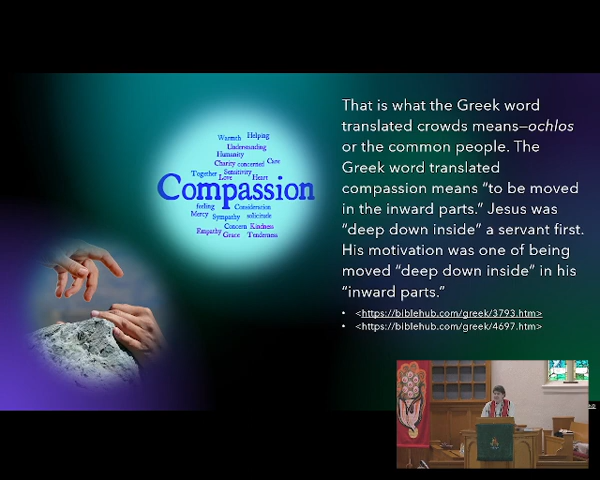 Warmth Helping
Understanding
Humanity
Charity concerned Care
Sensitivity
Together Love Heart
Compassion
feeling Consideration
Mercy Sympathy solicitude
Concern Kindness
Empathy
Grace Tenderness
That is what the Greek word
translated crowds means—ochlos
or the common people. The
Greek word translated
compassion means “to be moved
in the inward parts.” Jesus was
“deep down inside” a servant first.
His motivation was one of being
moved “deep down inside” in his
“inward parts.”
• <https://biblehub.com/greek/3793.htm>
• <https://biblehub.com/greek/4697.htm>